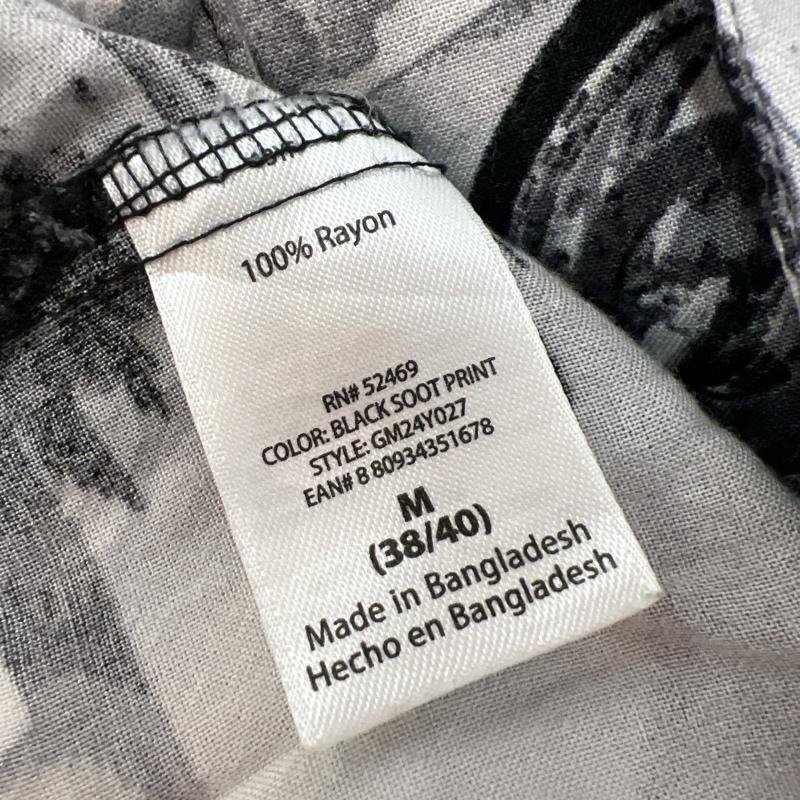 100% Rayon
RN# 52469
COLOR: BLACK SOOT PRINT
STYLE: GM24Y027
EAN# 8 80934351678
M
(38/40)
Made in Bangladesh
Hecho en Bangladesh